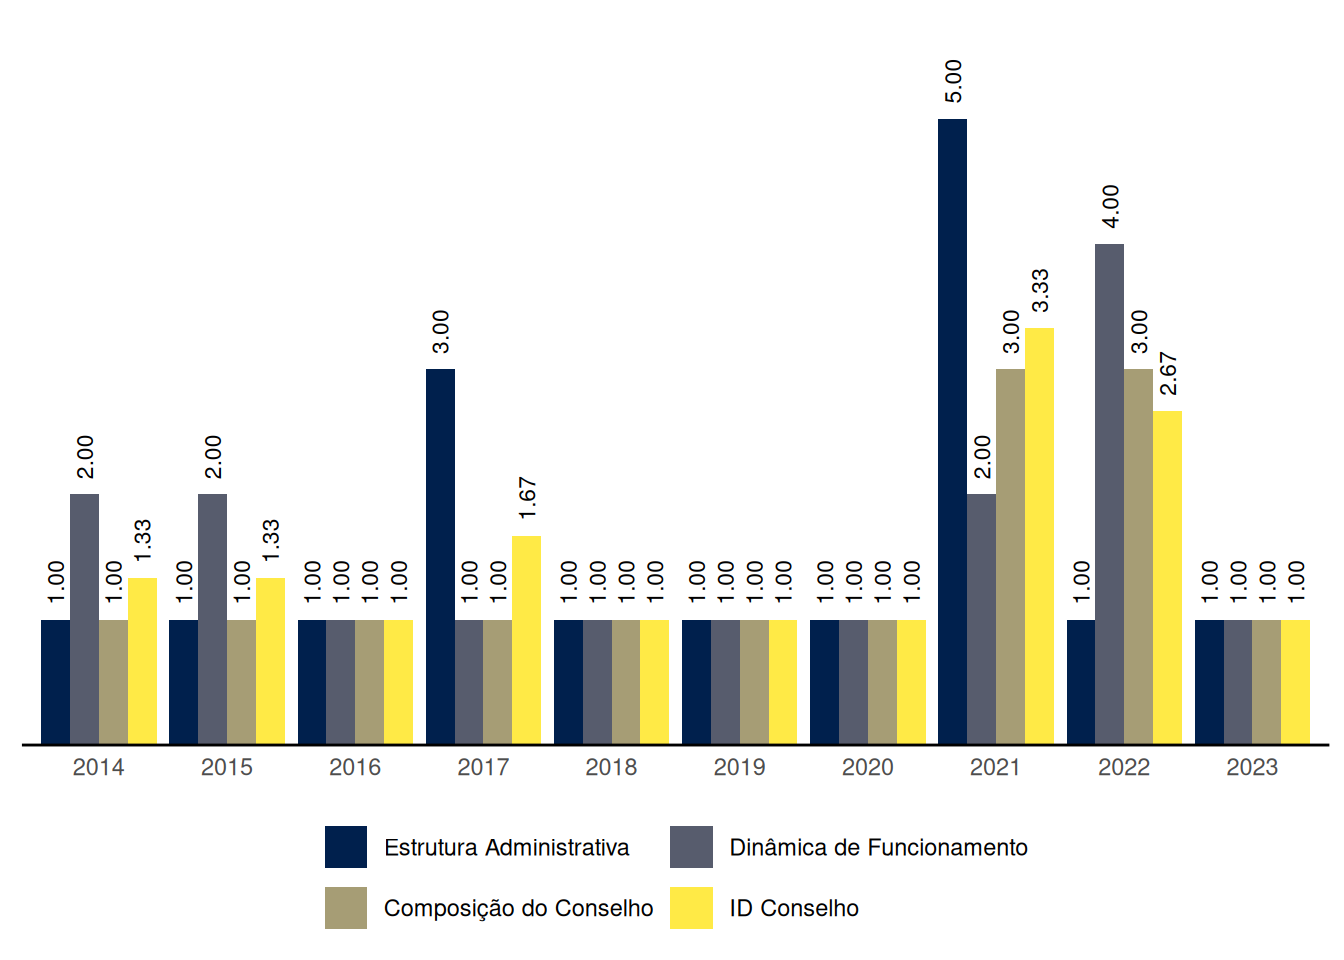 5.00
4.00
3.33
3.00 3.00 3.00
2.67
2.00 2.00 2.00
1.67
1.33 1.33
1.00 1.00 1.00 1.00 1.00 1.00 1.00 1.00 1.00 1.00 1.00 1.00 1.00 1.00 1.00 1.00 1.00 1.00 1.00 1.00 1.00 1.00 1.00 1.00 1.00 1.00 1.00
2014 2015 2016 2017 2018 2019 2020 2021 2022 2023
Estrutura Administrativa Dinâmica de Funcionamento
Composição do Conselho ID Conselho